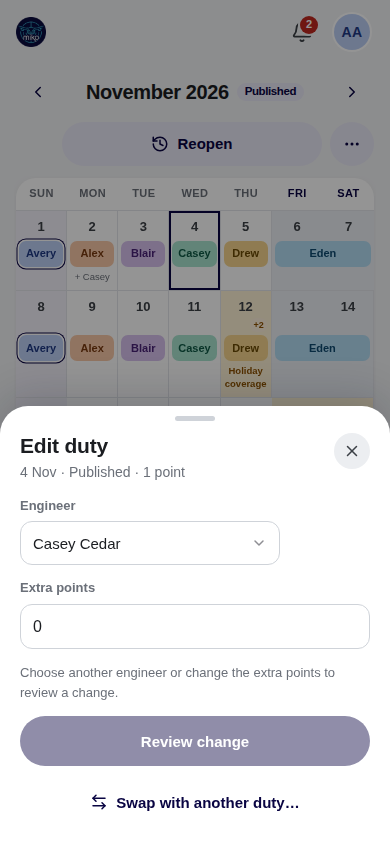 miko
2
AA
November 2026 Published
Reopen
SUN MON TUE WED THU FRI SAT
1 2 3 4 5 6 7
Avery Alex Blair Casey Drew Eden
+ Casey
8 9 10 11 12 13 14
+2
Avery Alex Blair Casey Drew Eden
Holiday
coverage
Edit duty
4 Nov · Published · 1 point
Engineer
Casey Cedar
Extra points
0
Choose another engineer or change the extra points to
review a change.
Review change
Swap with another duty…